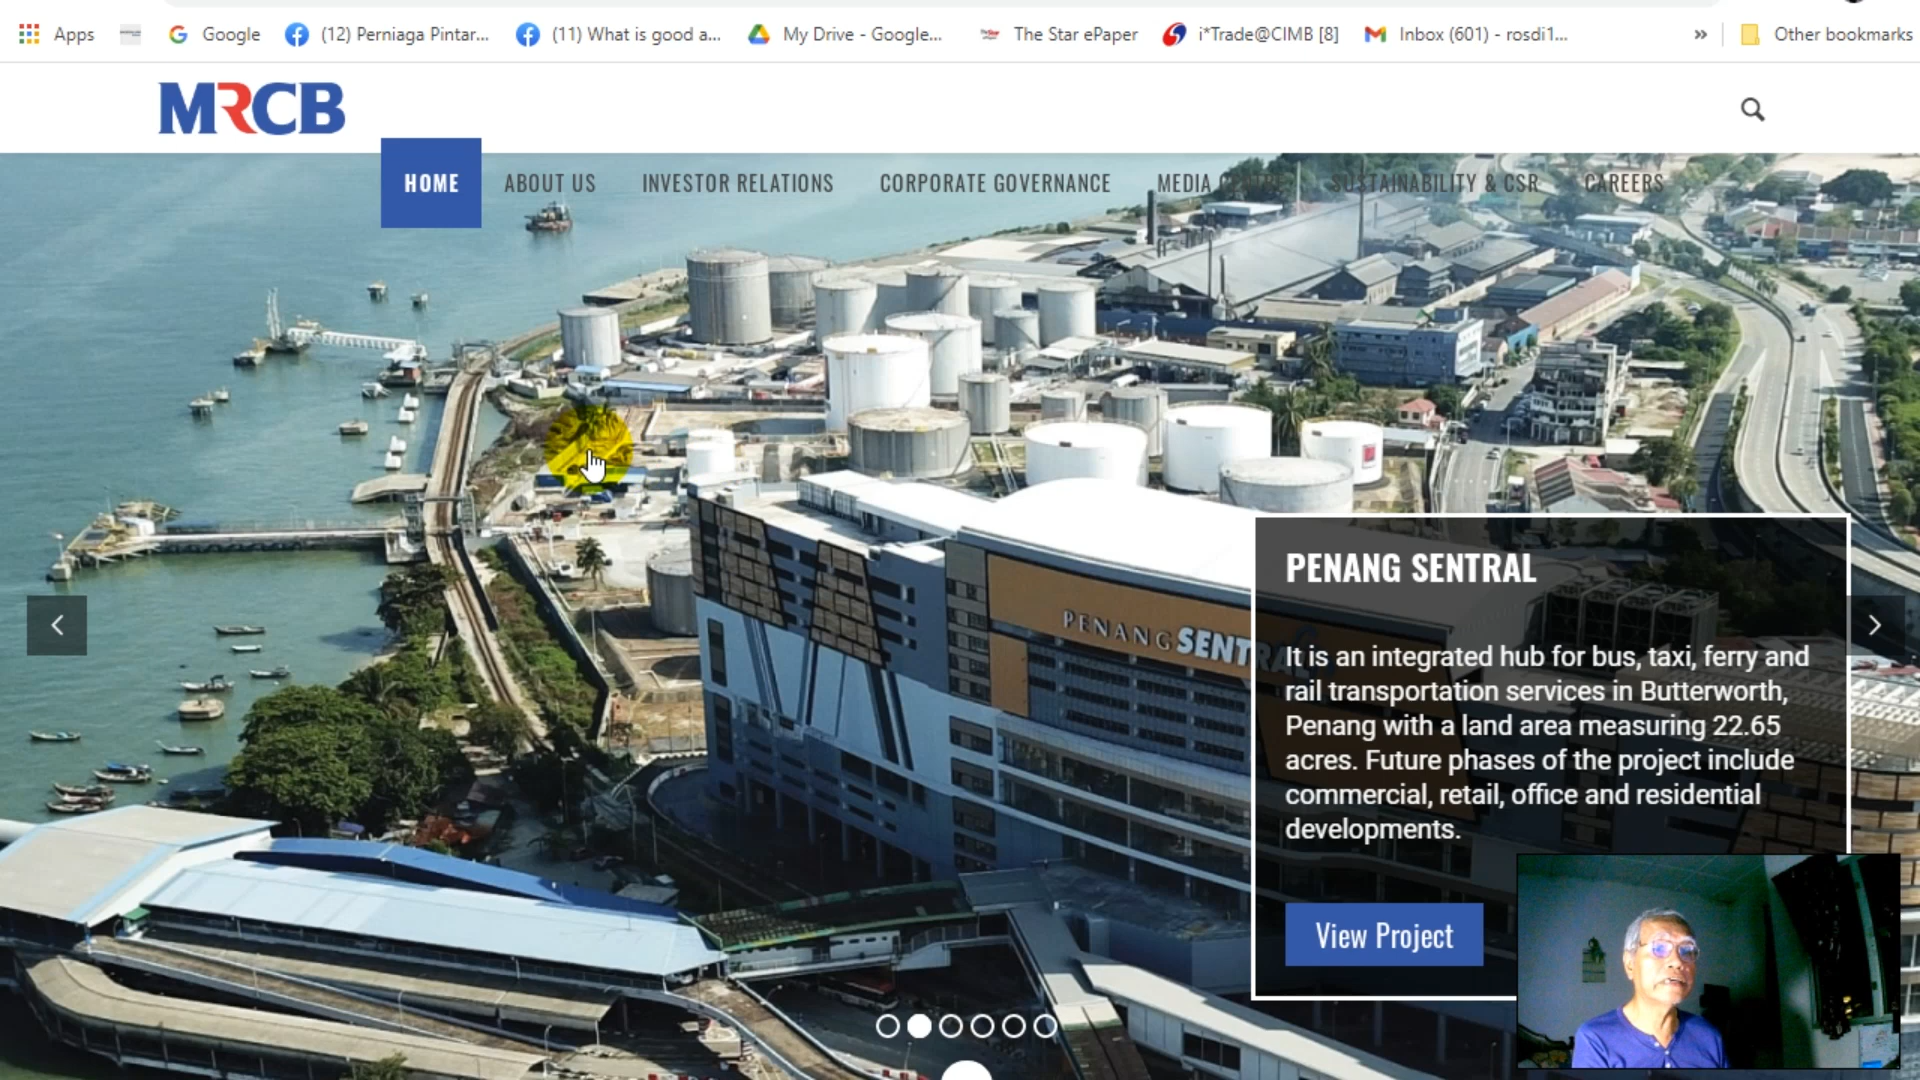 Apps
Google
(12) Perniaga Pintar...
(11) What is good a...
My Drive - Google...
The Star ePaper
i*Trade@CIMB [8]
Inbox (601) - rosdi1...
»
Other bookmarks
MRCB
HOME
ABOUT US
INVESTOR RELATIONS
CORPORATE GOVERNANCE
MEDIA CENTRE
SUSTAINABILITY & CSR
CAREERS
PENANG SENTRAL
PENANG SENTRAL
It is an integrated hub for bus, taxi, ferry and
rail transportation services in Butterworth,
Penang with a land area measuring 22.65
acres. Future phases of the project include
commercial, retail, office and residential
developments.
View Project